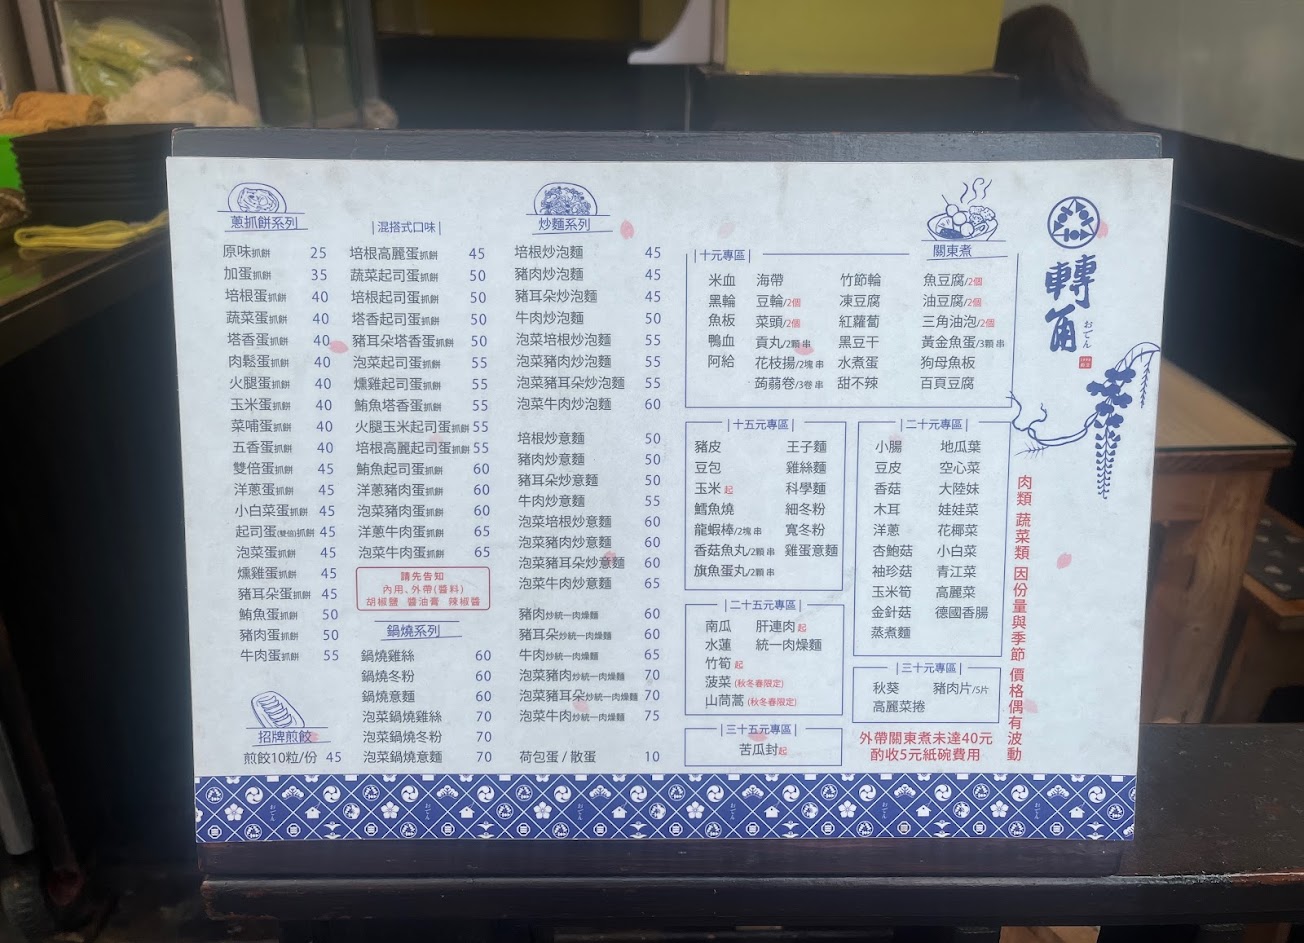 蔥抓餅系列
原味抓餅 25
加蛋抓餅 35
培根蛋抓餅 40
蔬菜蛋抓餅 40
塔香蛋抓餅 40
肉鬆蛋抓餅 40
火腿蛋抓餅 40
玉米蛋抓餅 40
菜哺蛋抓餅 40
五香蛋抓餅 40
雙倍蛋抓餅 45
洋蔥蛋抓餅 45
小白菜蛋抓餅 45
起司蛋(雙倍)抓餅 45
泡菜蛋抓餅 45
燻雞蛋抓餅 45
豬耳朵蛋抓餅 45
鮪魚蛋抓餅 50
豬肉蛋抓餅 50
牛肉蛋抓餅 55
招牌煎餃
煎餃10粒/份 45
|混搭式口味|
培根高麗蛋抓餅 45
蔬菜起司蛋抓餅 50
培根起司蛋抓餅 50
塔香起司蛋抓餅 50
豬耳朵塔香蛋抓餅 50
泡菜起司蛋抓餅 50
燻雞起司蛋抓餅 55
鮪魚塔香蛋抓餅 55
火腿玉米起司蛋抓餅 55
培根高麗起司蛋抓餅 55
鮪魚起司蛋抓餅 60
洋蔥豬肉蛋抓餅 60
泡菜豬肉蛋抓餅 60
洋蔥牛肉蛋抓餅 65
泡菜牛肉蛋抓餅 65
請先告知
內用、外帶(醬料)
胡椒鹽 醬油膏 辣椒醬
鍋燒系列
鍋燒雞絲 60
鍋燒冬粉 60
鍋燒意麵 60
泡菜鍋燒雞絲 70
泡菜鍋燒冬粉 70
泡菜鍋燒意麵 70
炒麵系列
培根炒泡麵 45
豬肉炒泡麵 45
豬耳朵炒泡麵 45
牛肉炒泡麵 50
泡菜培根炒泡麵 55
泡菜豬肉炒泡麵 55
泡菜豬耳朵炒泡麵 55
泡菜牛肉炒泡麵 60
培根炒意麵 50
豬肉炒意麵 50
豬耳朵炒意麵 50
牛肉炒意麵 55
泡菜培根炒意麵 60
泡菜豬肉炒意麵 60
泡菜豬耳朵炒意麵 60
泡菜牛肉炒意麵 65
豬肉炒統一肉燥麵 60
豬耳朵炒統一肉燥麵 60
牛肉炒統一肉燥麵 65
泡菜豬肉炒統一肉燥麵 70
泡菜豬耳朵炒統一肉燥麵 70
泡菜牛肉炒統一肉燥麵 75
荷包蛋 / 散蛋 10
關東煮
|十元專區|
米血 海帶 竹節輪 魚豆腐/2個
黑輪 豆輪/2個 凍豆腐 油豆腐/2個
魚板 菜頭/2個 紅蘿蔔 三角油泡/2個
鴨血 貢丸/2顆 串 黑豆干 黃金魚蛋/3顆 串
阿給 花枝揚/2塊 串 水煮蛋 狗母魚板
蒟蒻卷/3卷 串 甜不辣 百頁豆腐
|十五元專區|
豬皮 王子麵
豆包 雞絲麵
玉米 起 科學麵
鱈魚燒 細冬粉
龍蝦棒/2塊 串 寬冬粉
香菇魚丸/2顆 串 雞蛋意麵
旗魚蛋丸/2顆 串
|二十元專區|
小腸 地瓜葉
豆皮 空心菜
香菇 大陸妹
木耳 娃娃菜
洋蔥 花椰菜
杏鮑菇 小白菜
袖珍菇 青江菜
玉米筍 高麗菜
金針菇 德國香腸
蒸煮麵
|二十五元專區|
南瓜 肝連肉 起
水蓮 統一肉燥麵
竹筍 起
菠菜 (秋冬春限定)
山茼蒿 (秋冬春限定)
|三十元專區|
秋葵 豬肉片/5片
高麗菜捲
|三十五元專區|
苦瓜封起
外帶關東煮未達40元
酌收5元紙碗費用
肉類 蔬菜類 因份量與季節 價格偶有波動
轉角
おでん